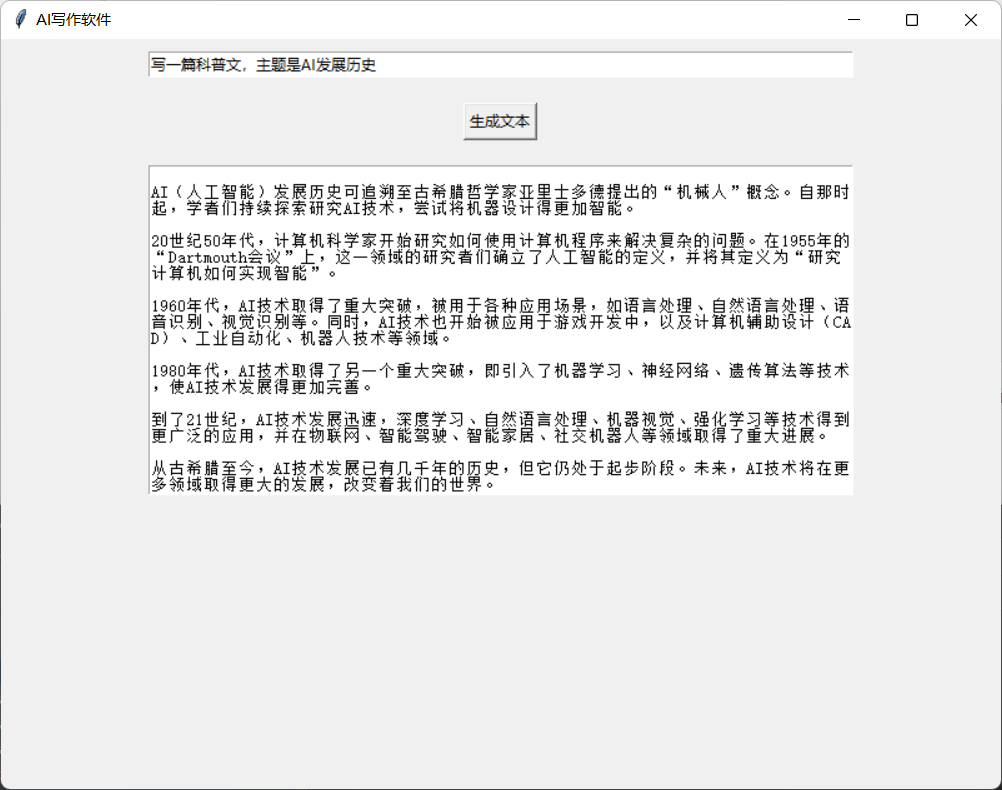 AI写作软件
写一篇科普文，主题是AI发展历史
生成文本
AI（人工智能）发展历史可追溯至古希腊哲学家亚里士多德提出的“机械人”概念。自那时
起，学者们持续探索研究AI技术，尝试将机器设计得更加智能。
20世纪50年代，计算机科学家开始研究如何使用计算机程序来解决复杂的问题。在1955年的
“Dartmouth会议”上，这一领域的研究者们确立了人工智能的定义，并将其定义为“研究
计算机如何实现智能”。
1960年代，AI技术取得了重大突破，被用于各种应用场景，如语言处理、自然语言处理、语
音识别、视觉识别等。同时，AI技术也开始被应用于游戏开发中，以及计算机辅助设计（CA
D）、工业自动化、机器人技术等领域。
1980年代，AI技术取得了另一个重大突破，即引入了机器学习、神经网络、遗传算法等技术
，使AI技术发展得更加完善。
到了21世纪，AI技术发展迅速，深度学习、自然语言处理、机器视觉、强化学习等技术得到
更广泛的应用，并在物联网、智能驾驶、智能家居、社交机器人等领域取得了重大进展。
从古希腊至今，AI技术发展已有几千年的历史，但它仍处于起步阶段。未来，AI技术将在更
多领域取得更大的发展，改变着我们的世界。